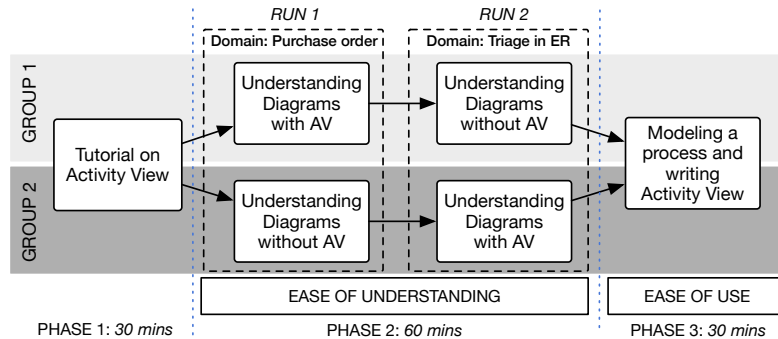 RUN 1
RUN 2
Domain: Purchase order
Domain: Triage in ER
GROUP 1
GROUP 2
Tutorial on
Activity View
Understanding
Diagrams
with AV
Understanding
Diagrams
without AV
Understanding
Diagrams
without AV
Understanding
Diagrams
with AV
Modeling a
process and
writing
Activity View
EASE OF UNDERSTANDING
EASE OF USE
PHASE 1: 30 mins
PHASE 2: 60 mins
PHASE 3: 30 mins